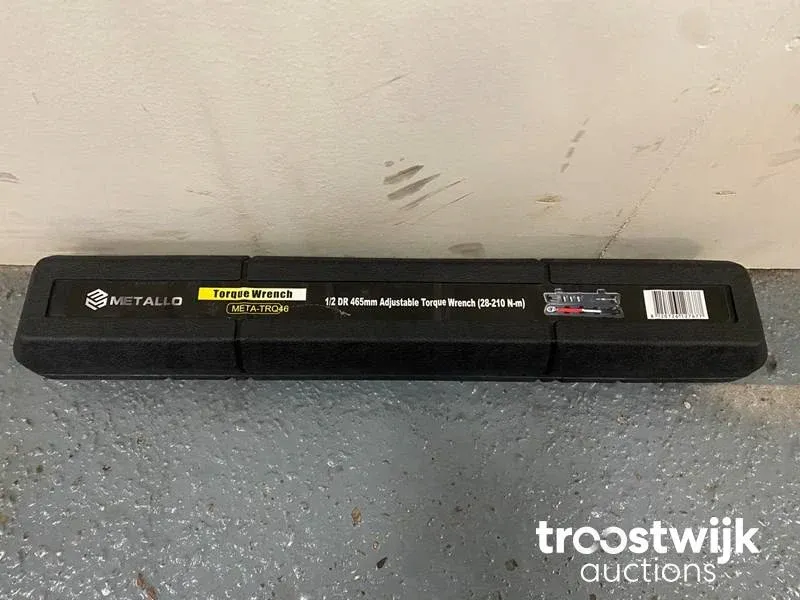 METALLO
Torque Wrench
META-TRQ46
1/2 DR 465mm Adjustable Torque Wrench (28-210 N-m)
troostwijk
auctions